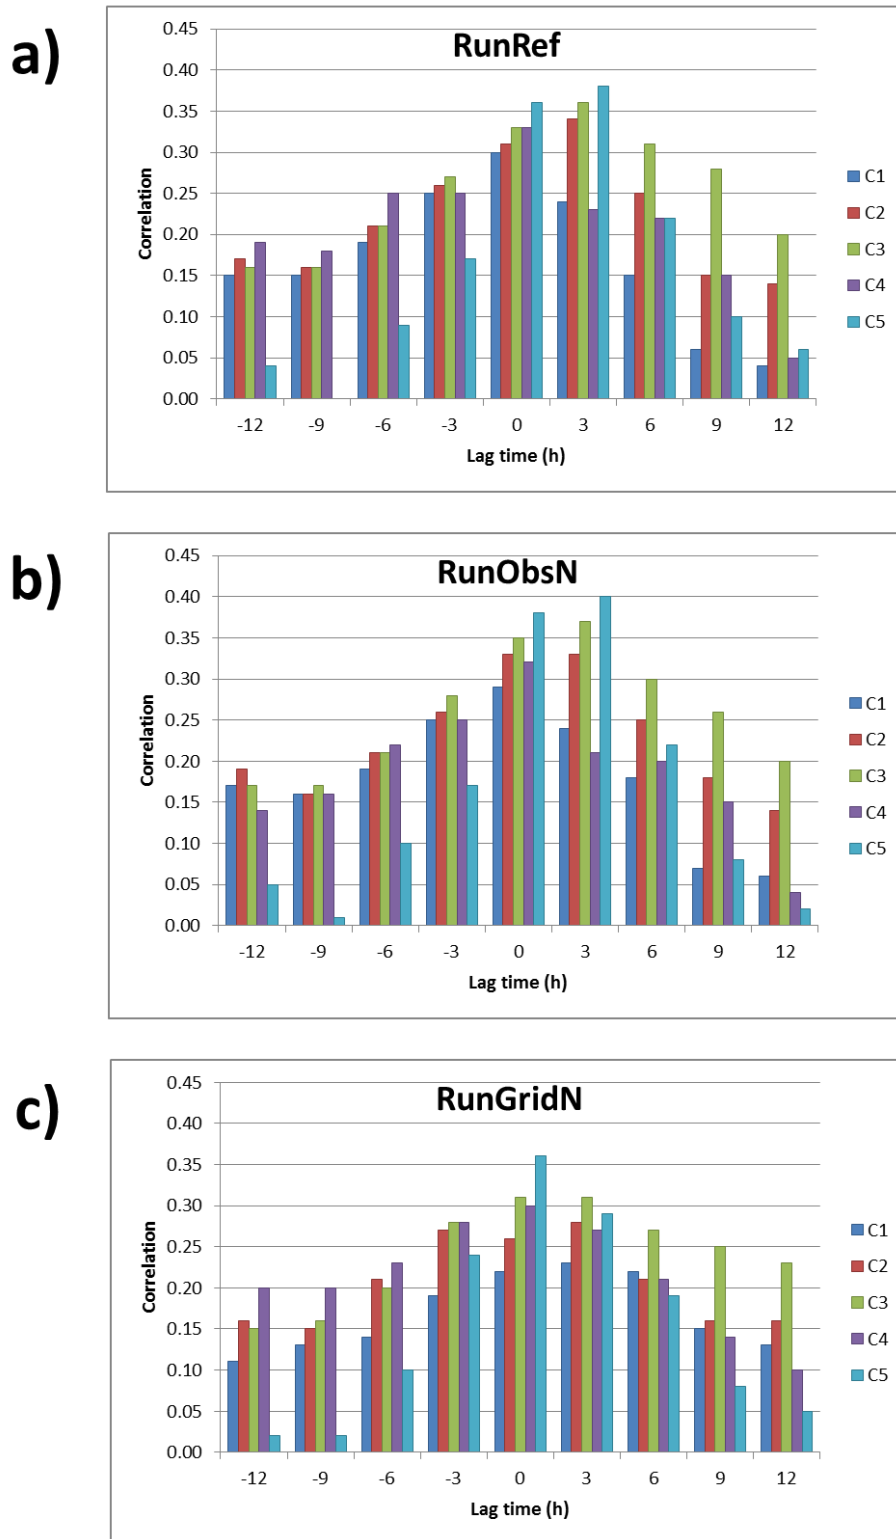 a)
RunRef
0.45
0.40
0.35
0.30
0.25
0.20
0.15
0.10
0.05
0.00
Correlation
-12 -9 -6 -3 0 3 6 9 12
Lag time (h)
C1
C2
C3
C4
C5
b)
RunObsN
0.45
0.40
0.35
0.30
0.25
0.20
0.15
0.10
0.05
0.00
Correlation
-12 -9 -6 -3 0 3 6 9 12
Lag time (h)
C1
C2
C3
C4
C5
c)
RunGridN
0.45
0.40
0.35
0.30
0.25
0.20
0.15
0.10
0.05
0.00
Correlation
-12 -9 -6 -3 0 3 6 9 12
Lag time (h)
C1
C2
C3
C4
C5